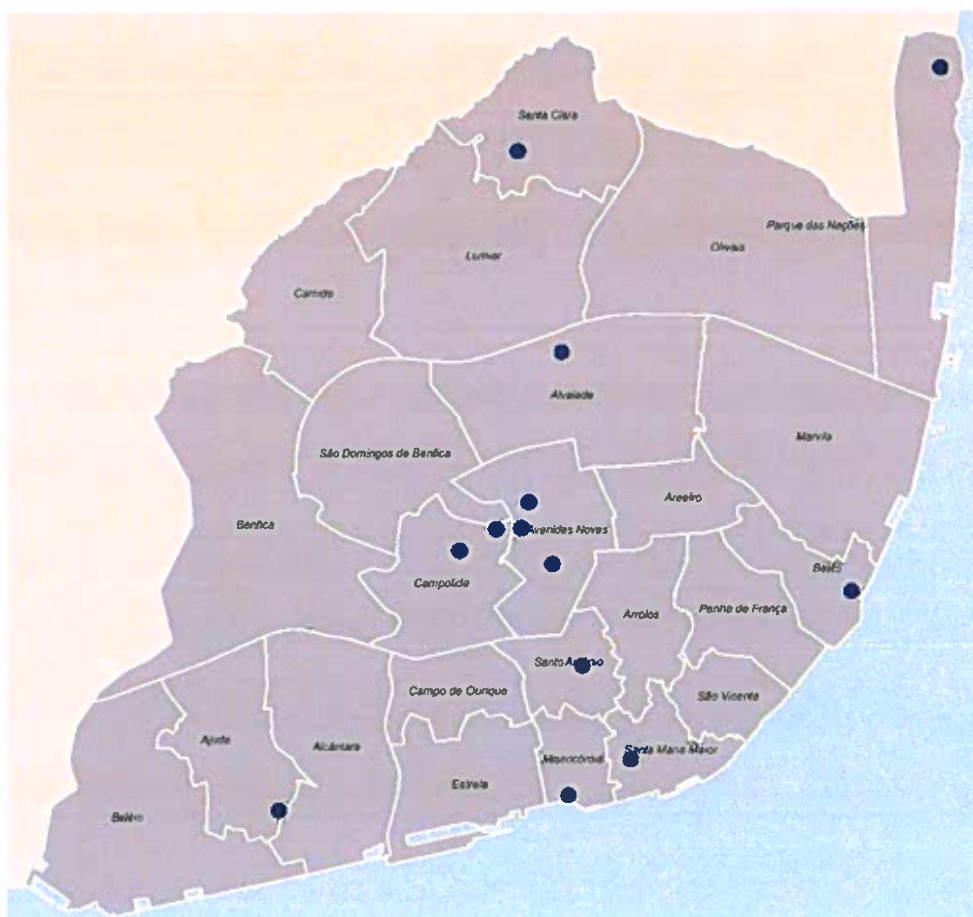 Santa Clara
Parque das Nações
Olivais
Lumiar
Carnide
Alvalade
Marvila
São Domingos de Benfica
Areeiro
Benfica
Avenidas Novas
Beato
Campolide
Arroios
Penha de França
Santo António
Campo de Ourique
São Vicente
Ajuda
Alcântara
Santa Maria Maior
Misericórdia
Estrela
Belém